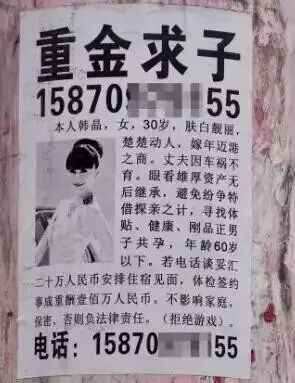 重金求子
15870 55
本人韩晶，女，30岁，肤白靓丽，
楚楚动人，嫁年迈港
之商。丈夫因车祸不
育。眼看雄厚资产无
后继承，避免纷争特
借探亲之计，寻找体
贴、健康、刚品正男
子共孕，年龄60岁
以下。若电话谈妥汇
二十万人民币安排住宿见面，体检签约
事成重酬壹佰万人民币。不影响家庭，
保密，否则负法律责任。（拒绝游戏）。
电话：15870 155